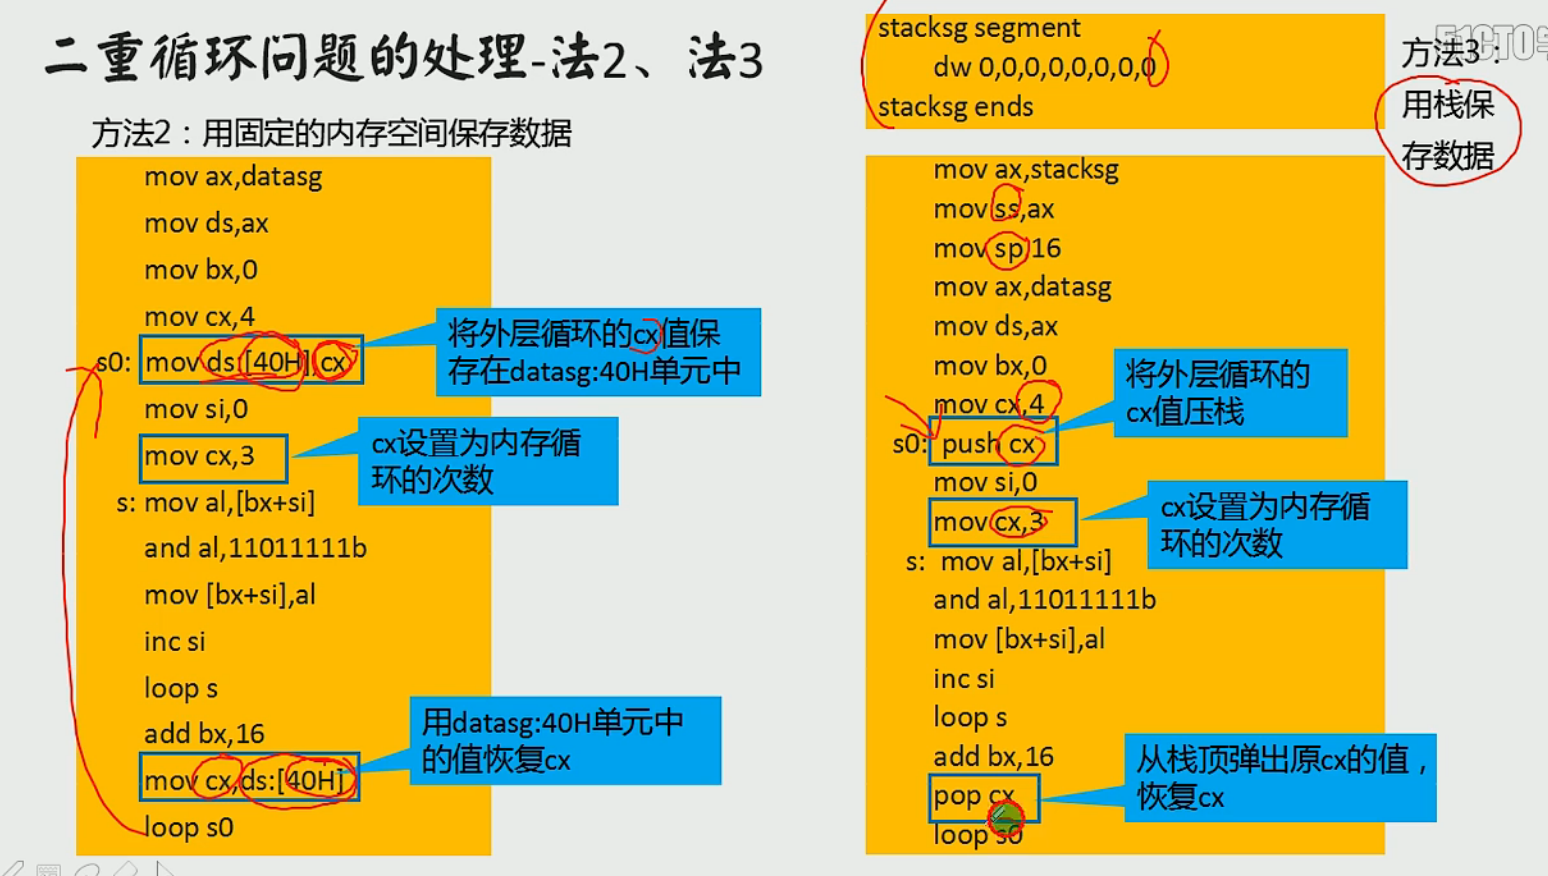 二重循环问题的处理-法2、法3
方法2：用固定的内存空间保存数据
mov ax,datasg
mov ds,ax
mov bx,0
mov cx,4
s0: mov ds:[40H],cx
mov si,0
mov cx,3
s: mov al,[bx+si]
and al,11011111b
mov [bx+si],al
inc si
loop s
add bx,16
mov cx,ds:[40H]
loop s0
将外层循环的cx值保
存在datasg:40H单元中
cx设置为内存循
环的次数
用datasg:40H单元中
的值恢复cx
stacksg segment
dw 0,0,0,0,0,0,0,0
stacksg ends
方法3：
用栈保
存数据
mov ax,stacksg
mov ss,ax
mov sp,16
mov ax,datasg
mov ds,ax
mov bx,0
mov cx,4
s0: push cx
mov si,0
mov cx,3
s: mov al,[bx+si]
and al,11011111b
mov [bx+si],al
inc si
loop s
add bx,16
pop cx
loop s0
将外层循环的
cx值压栈
cx设置为内存循
环的次数
从栈顶弹出原cx的值，
恢复cx